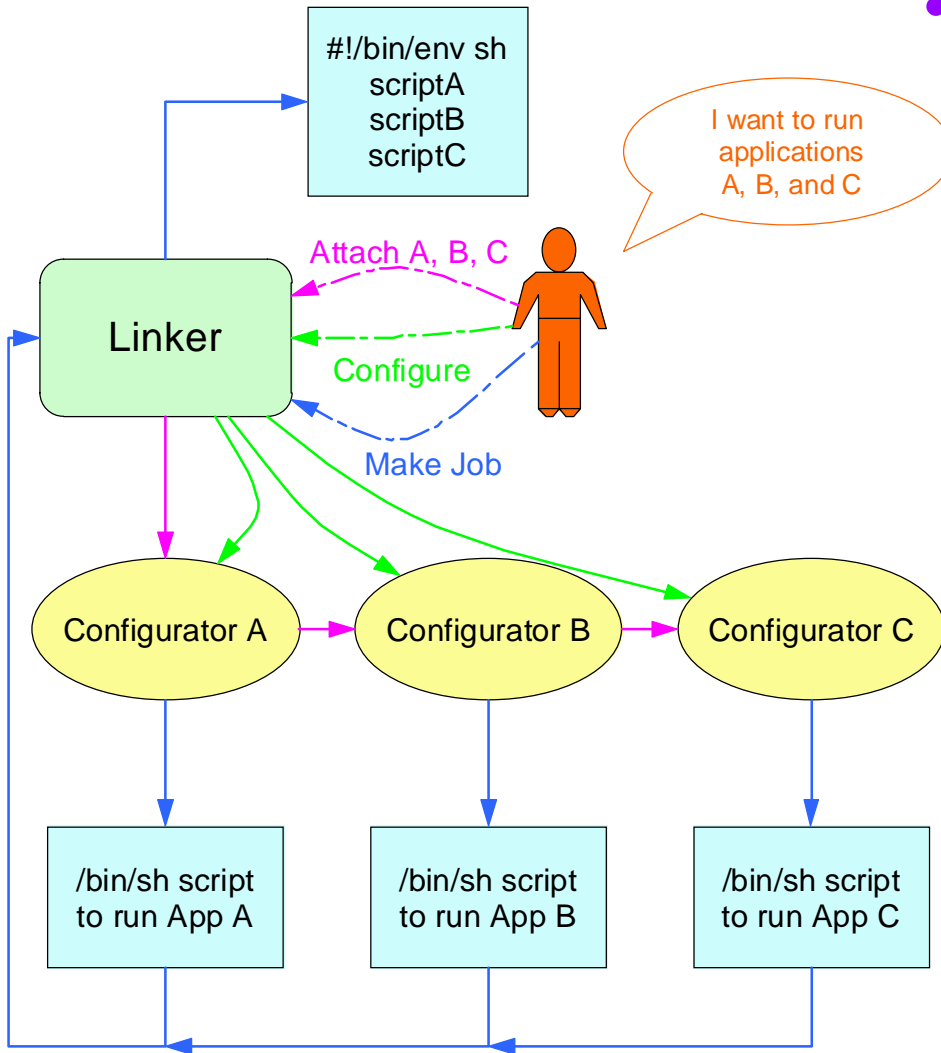 #!/bin/env sh
scriptA
scriptB
scriptC
I want to run
applications
A, B, and C
Attach A, B, C
Linker
Configure
Make Job
Configurator A
Configurator B
Configurator C
/bin/sh script
to run App A
/bin/sh script
to run App B
/bin/sh script
to run App C